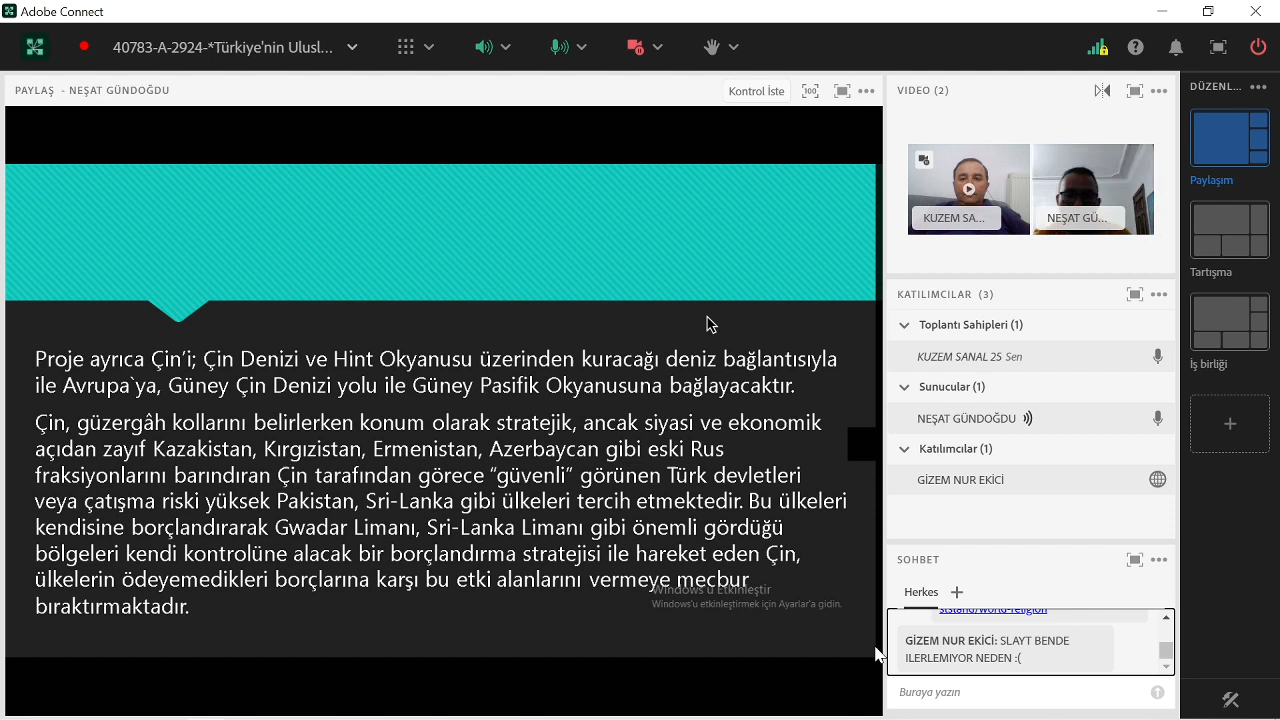 Adobe Connect
40783-A-2924-*Türkiye'nin Ulusl...
PAYLAŞ - NEŞAT GÜNDOĞDU
Kontrol İste
100
Proje ayrıca Çin'i; Çin Denizi ve Hint Okyanusu üzerinden kuracağı deniz bağlantısıyla
ile Avrupa`ya, Güney Çin Denizi yolu ile Güney Pasifik Okyanusuna bağlayacaktır.
Çin, güzergâh kollarını belirlerken konum olarak stratejik, ancak siyasi ve ekonomik
açıdan zayıf Kazakistan, Kırgızistan, Ermenistan, Azerbaycan gibi eski Rus
fraksiyonlarını barındıran Çin tarafından görece “güvenli” görünen Türk devletleri
veya çatışma riski yüksek Pakistan, Sri-Lanka gibi ülkeleri tercih etmektedir. Bu ülkeleri
kendisine borçlandırarak Gwadar Limanı, Sri-Lanka Limanı gibi önemli gördüğü
bölgeleri kendi kontrolüne alacak bir borçlandırma stratejisi ile hareket eden Çin,
ülkelerin ödeyemedikleri borçlarına karşı bu etki alanlarını vermeye mecbur
bıraktırmaktadır.
Windows'u Etkinleştir
Windows'u etkinleştirmek için Ayarlar'a gidin.
VIDEO (2)
KUZEM SA...
NEŞAT GÜ...
KATILIMCILAR (3)
Toplantı Sahipleri (1)
KUZEM SANAL 25 Sen
Sunucular (1)
NEŞAT GÜNDOĞDU
Katılımcılar (1)
GİZEM NUR EKİCİ
SOHBET
Herkes
ststand/world-religion
GİZEM NUR EKİCİ: SLAYT BENDE
ILERLEMIYOR NEDEN :(
Buraya yazın
DÜZENL...
Paylaşım
Tartışma
İş birliği